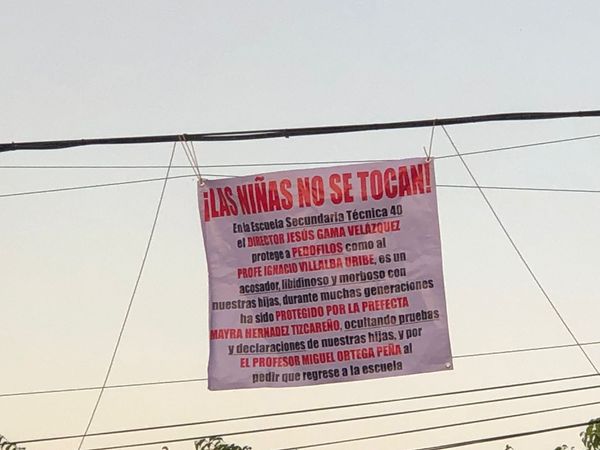 ¡LAS NIÑAS NO SE TOCAN!
En la Escuela Secundaria Técnica 40
el DIRECTOR JESÚS GAMA VELAZQUEZ
protege a PEDOFILOS como al
PROFE IGNACIO VILLALBA URIBE, es un
acosador, libidinoso y morboso con
nuestras hijas, durante muchas generaciones
ha sido PROTEGIDO POR LA PREFECTA
MAYRA HERNADEZ TIZCAREÑO, ocultando pruebas
y declaraciones de nuestras hijas, y por
EL PROFESOR MIGUEL ORTEGA PEÑA al
pedir que regrese a la escuela